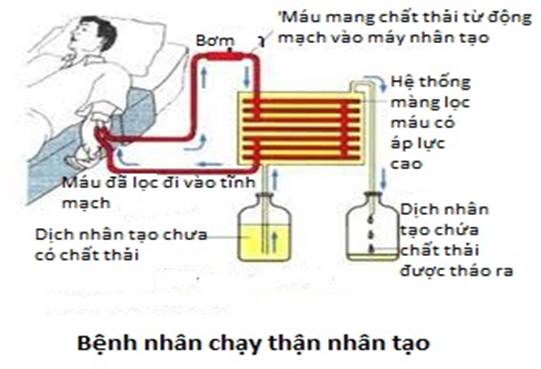 'Máu mang chất thải từ động
mạch vào máy nhân tạo
Bơm
Hệ thống
màng lọc
máu có
áp lực
cao
Máu đã lọc đi vào tĩnh
mạch
Dịch nhân tạo chưa
có chất thải
Dịch nhân
tạo chứa
chất thải
được tháo ra
Bệnh nhân chạy thận nhân tạo